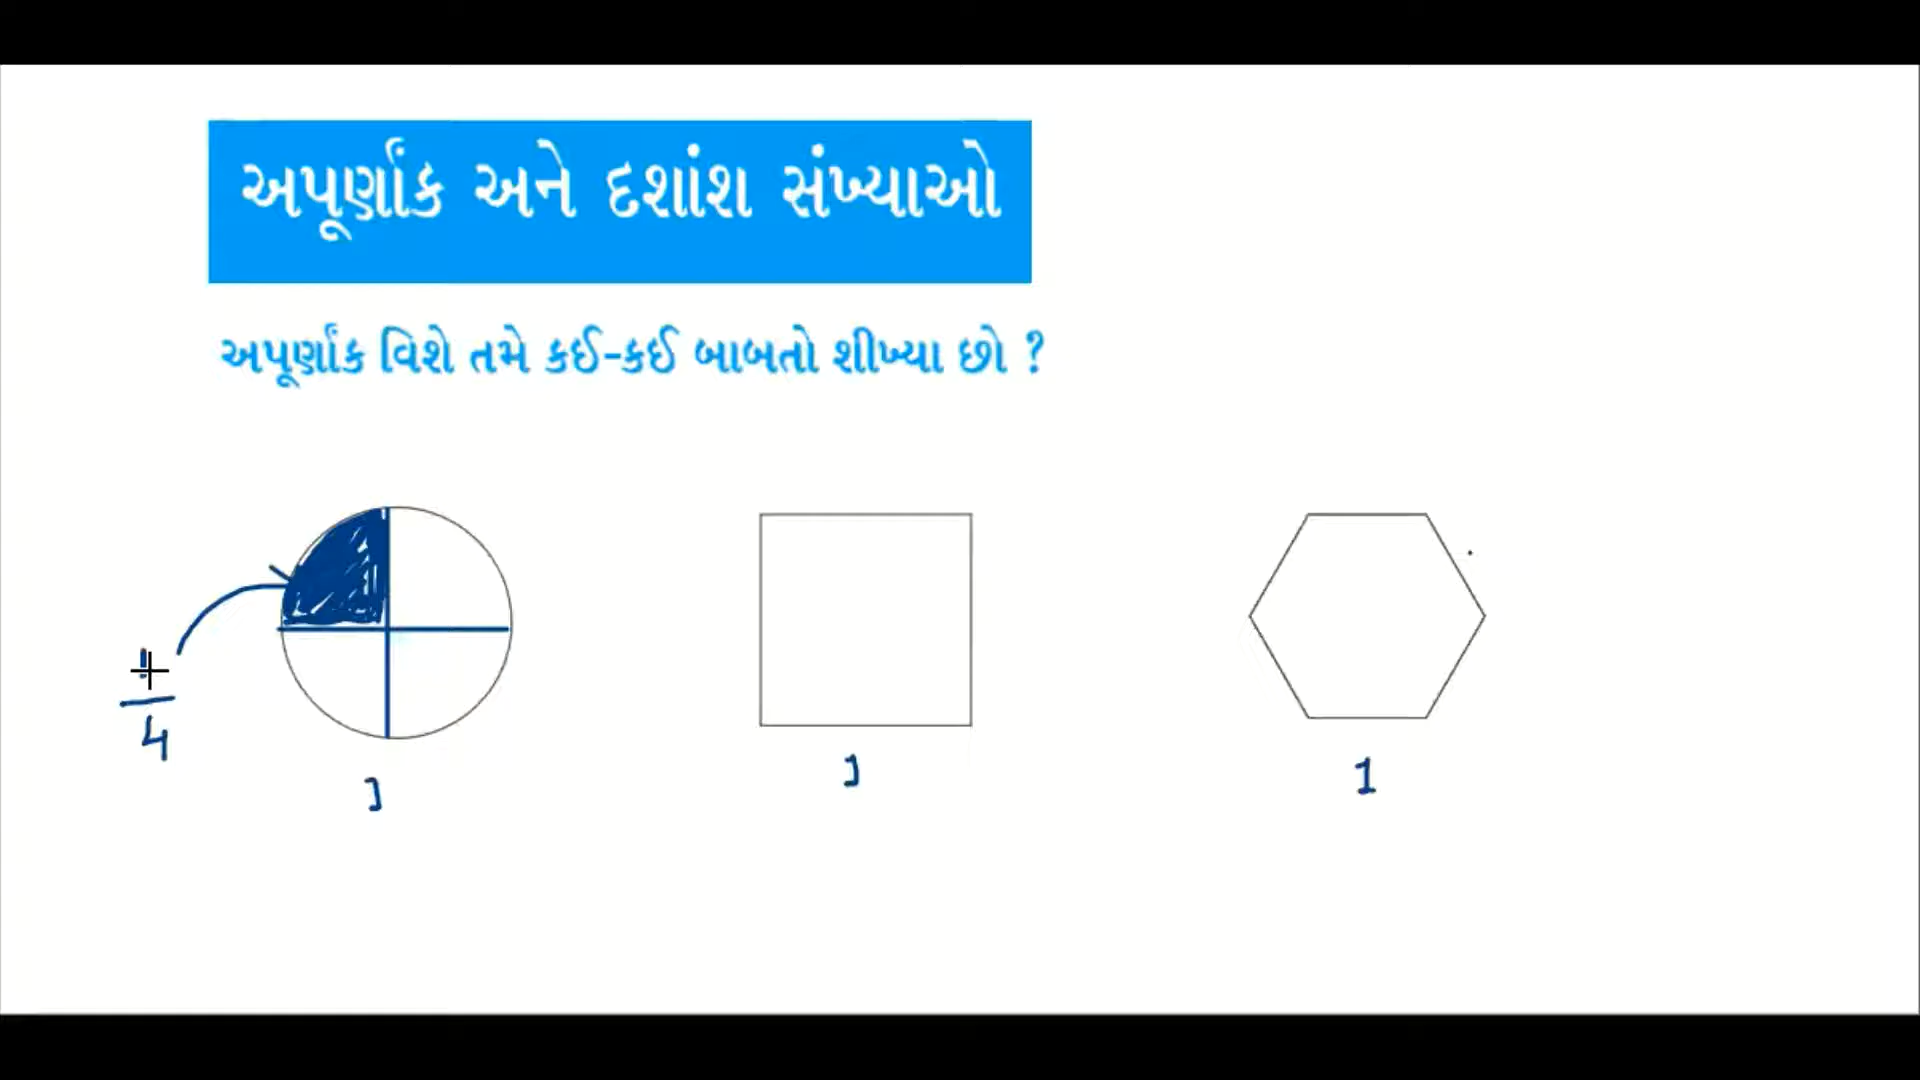 અપૂર્ણાંક અને દશાંશ સંખ્યાઓ
અપૂર્ણાંક વિશે તમે કઈ-કઈ બાબતો શીખ્યા છો ?
1
4
1
1
1